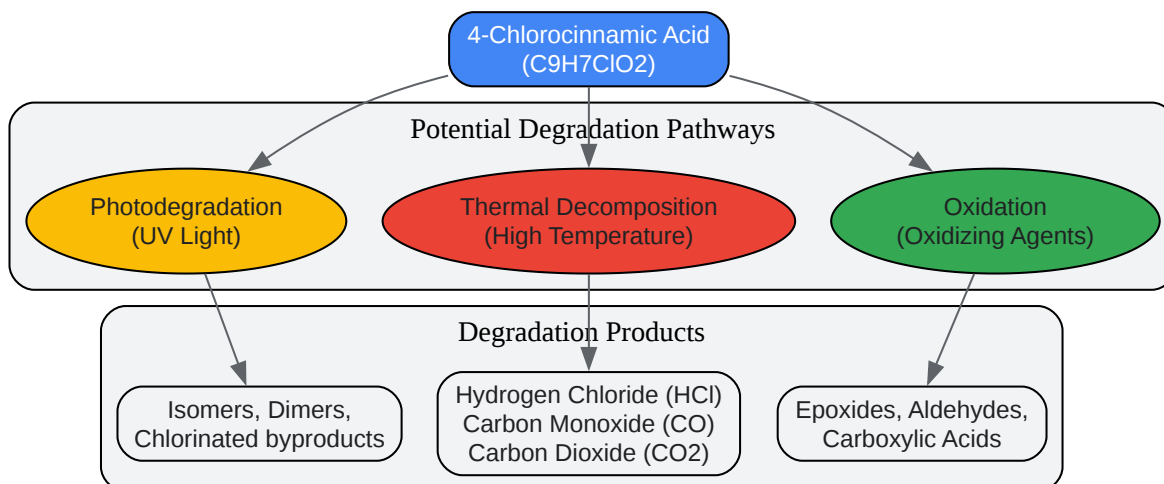 4-Chlorocinnamic Acid
(C9H7ClO2)
Potential Degradation Pathways
Photodegradation
(UV Light)
Thermal Decomposition
(High Temperature)
Oxidation
(Oxidizing Agents)
Degradation Products
Isomers, Dimers,
Chlorinated byproducts
Hydrogen Chloride (HCl)
Carbon Monoxide (CO)
Carbon Dioxide (CO2)
Epoxides, Aldehydes,
Carboxylic Acids